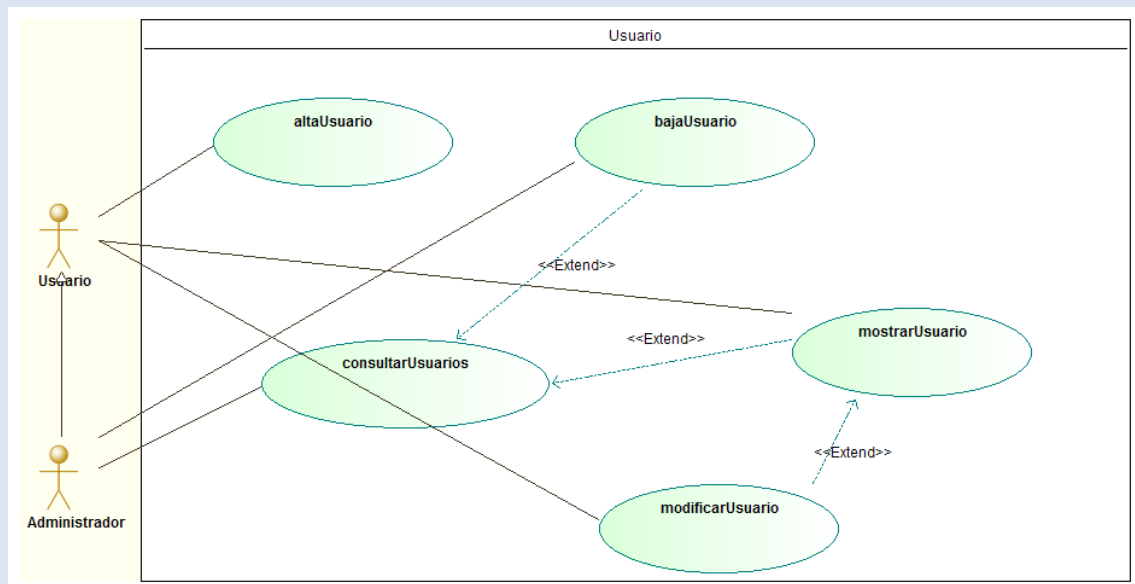 Usuario
altaUsuario
bajaUsuario
Usuario
<<Extend>>
mostrarUsuario
<<Extend>>
consultarUsuarios
<<Extend>>
modificarUsuario
Administrador